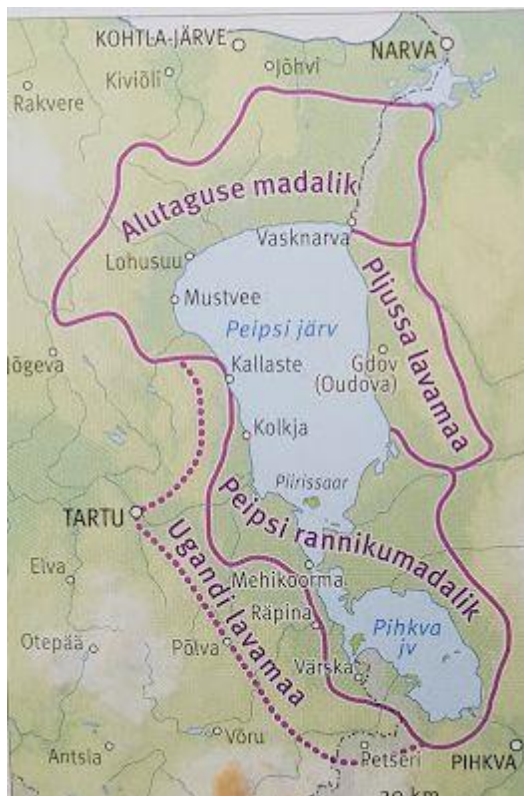 KOHTLA-JÄRVE
NARVA
Kiviõli
Jõhvi
Rakvere
Alutaguse madalik
Vasknarva
Lohusuu
Mustvee
Peipsi järv
Pljussa lavamaa
Jõgeva
Kallaste
Gdov
(Oudova)
Kolkja
Piirissaar
TARTU
Peipsi rannikumadalik
Ugandi lavamaa
Elva
Mehikoorma
Räpina
Otepää
Põlva
Pihkva
jv
Värska
Võru
Antsla
Petseri
PIHKVA